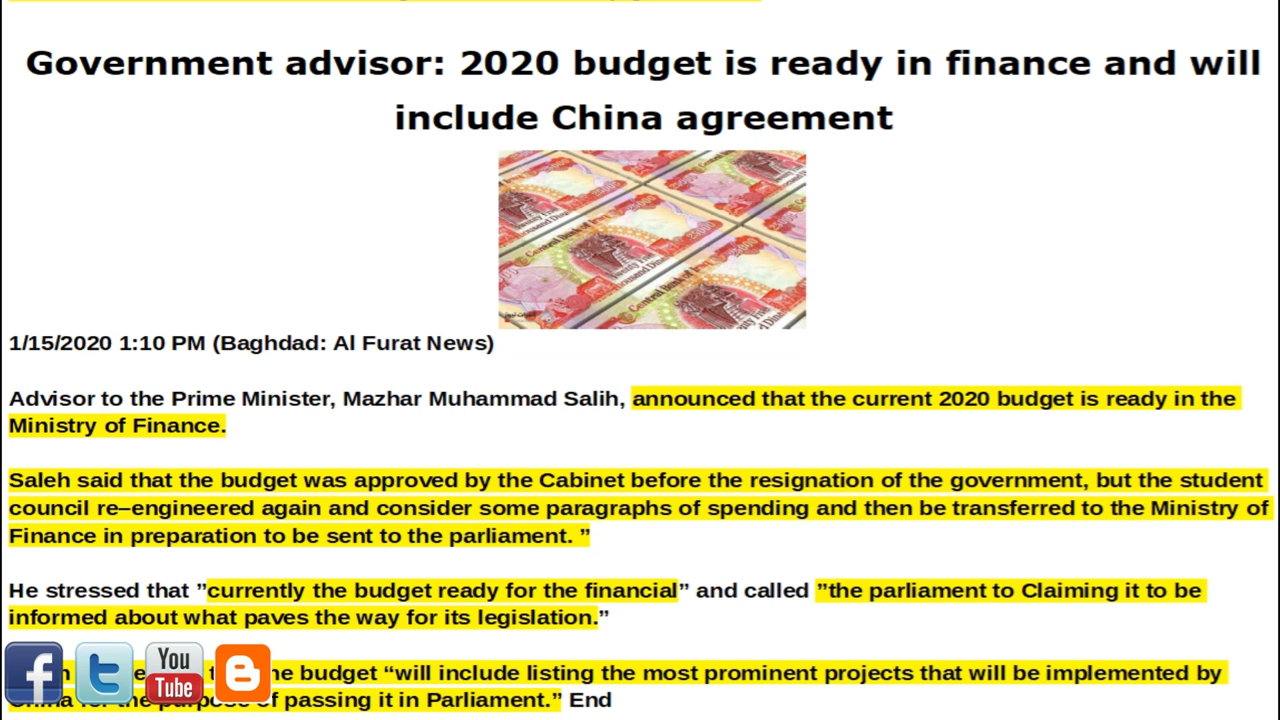 Government advisor: 2020 budget is ready in finance and will
include China agreement
Central Bank of Iraq
25000
1/15/2020 1:10 PM (Baghdad: Al Furat News)
Advisor to the Prime Minister, Mazhar Muhammad Salih, announced that the current 2020 budget is ready in the
Ministry of Finance.
Saleh said that the budget was approved by the Cabinet before the resignation of the government, but the student
council re–engineered again and consider some paragraphs of spending and then be transferred to the Ministry of
Finance in preparation to be sent to the parliament. ”
He stressed that ”currently the budget ready for the financial” and called ”the parliament to Claiming it to be
informed about what paves the way for its legislation.”
budget “will include listing the most prominent projects that will be implemented by
passing it in Parliament.” End
You
Tube